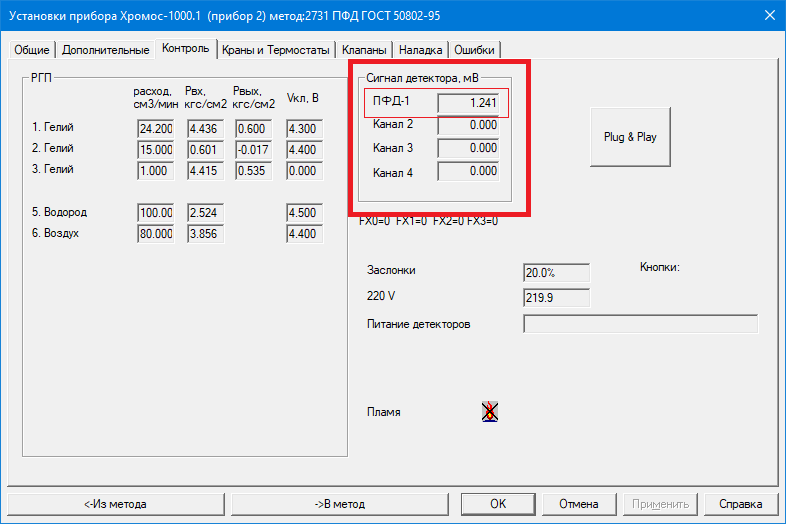 Установки прибора Хромос-1000.1 (прибор 2) метод:2731 ПФД ГОСТ 50802-95
Общие Дополнительные Контроль Краны и Термостаты Клапаны Наладка Ошибки
РГП
расход, см3/мин Рвх, кгс/см2 Рвых, кгс/см2 Vкл, В
1. Гелий 24.200 4.436 0.600 4.300
2. Гелий 15.000 0.601 -0.017 4.400
3. Гелий 1.000 4.415 0.535 0.000
5. Водород 100.00 2.524 4.500
6. Воздух 80.000 3.856 4.400
Сигнал детектора, мВ
ПФД-1 1.241
Канал 2 0.000
Канал 3 0.000
Канал 4 0.000
FX0=0 FX1=0 FX2=0 FX3=0
Plug & Play
Заслонки 20.0% Кнопки:
220 V 219.9
Питание детекторов
Пламя
<-Из метода ->В метод OK Отмена Применить Справка